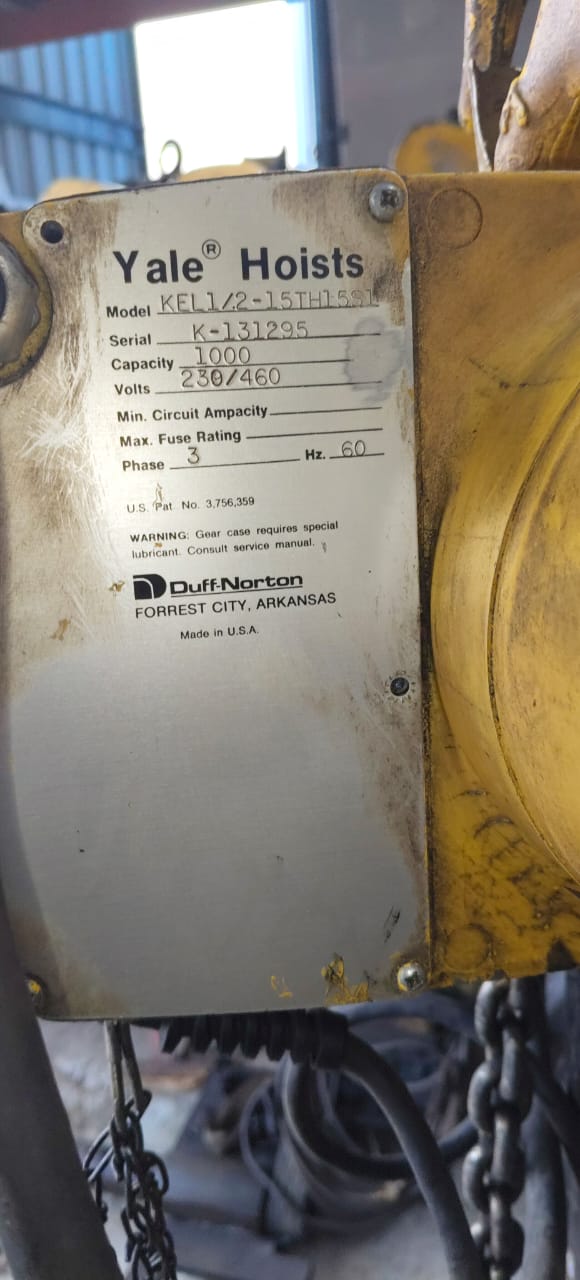 Yale® Hoists
Model KEL1/2-15TH15S1
Serial K-131295
Capacity 1000
Volts 230/460
Min. Circuit Ampacity
Max. Fuse Rating
Phase 3 Hz. 60
U.S. Pat. No. 3,756,359
WARNING: Gear case requires special
lubricant. Consult service manual.
Duff-Norton
FORREST CITY, ARKANSAS
Made in U.S.A.